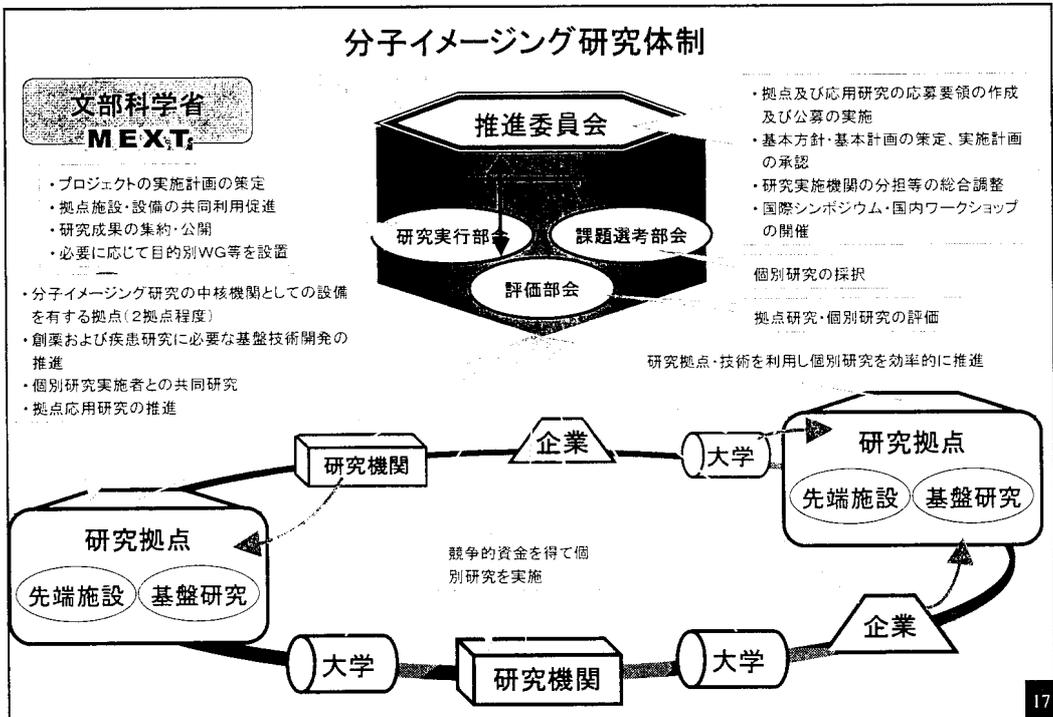 分子イメージング研究体制
文部科学省
MEXT
・プロジェクトの実施計画の策定
・拠点施設・設備の共同利用促進
・研究成果の集約・公開
・必要に応じて目的別WG等を設置
推進委員会
研究実行部会
課題選考部会
評価部会
・拠点及び応用研究の応募要領の作成
及び公募の実施
・基本方針・基本計画の策定、実施計画
の承認
・研究実施機関の分担等の総合調整
・国際シンポジウム・国内ワークショップ
の開催
個別研究の採択
拠点研究・個別研究の評価
・分子イメージング研究の中核機関としての設備
を有する拠点(2拠点程度)
・創薬および疾患研究に必要な基盤技術開発の
推進
・個別研究実施者との共同研究
・拠点応用研究の推進
研究拠点・技術を利用し個別研究を効率的に推進
研究機関
企業
大学
研究拠点
先端施設
基盤研究
研究拠点
先端施設
基盤研究
競争的資金を得て個
別研究を実施
大学
研究機関
大学
企業
17